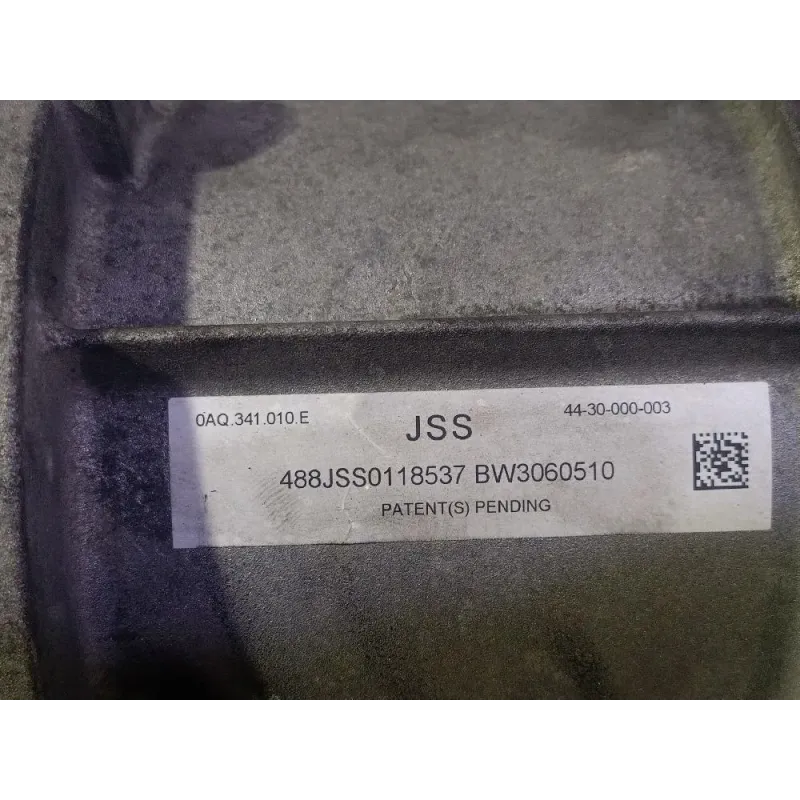 0AQ.341.010.E JSS 44-30-000-003
488JSS0118537 BW3060510
PATENT(S) PENDING